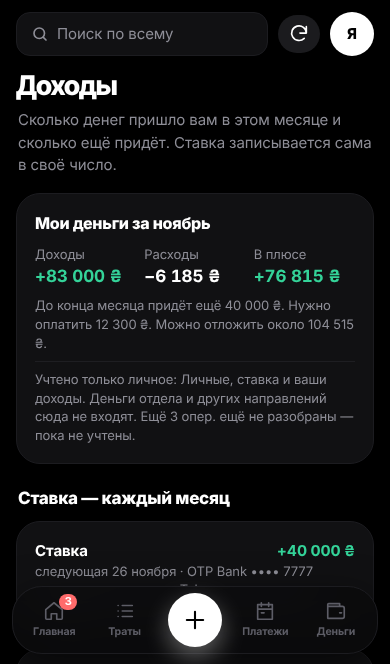 Поиск по всему
Я
Доходы
Сколько денег пришло вам в этом месяце и
сколько ещё придёт. Ставка записывается сама
в своё число.
Мои деньги за ноябрь
Доходы Расходы В плюсе
+83 000 ₴ −6 185 ₴ +76 815 ₴
До конца месяца придёт ещё 40 000 ₴. Нужно
оплатить 12 300 ₴. Можно отложить около 104 515
₴.
Учтено только личное: Личные, ставка и ваши
доходы. Деньги отдела и других направлений
сюда не входят. Ещё 3 опер. ещё не разобраны —
пока не учтены.
Ставка — каждый месяц
Ставка +40 000 ₴
следующая 26 ноября · OTP Bank •••• 7777
3
Главная Траты Платежи Деньги